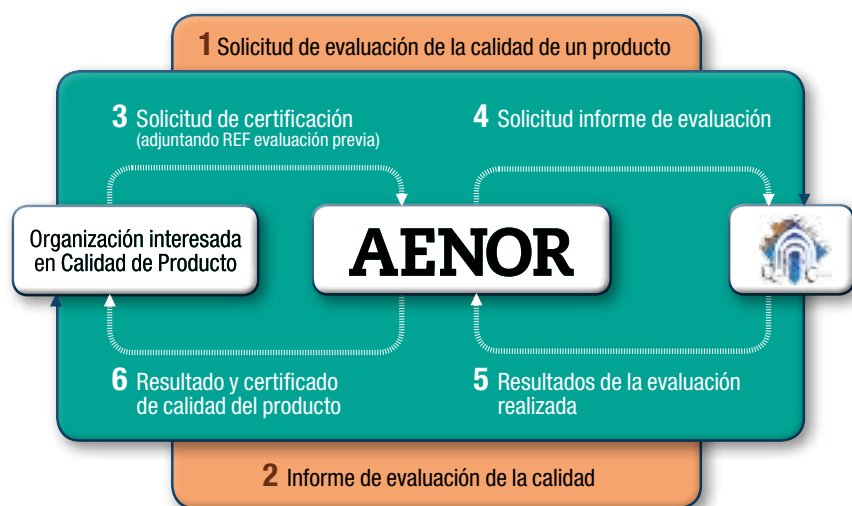 1 Solicitud de evaluación de la calidad de un producto
3 Solicitud de certificación
(adjuntando REF evaluación previa)
4 Solicitud informe de evaluación
Organización interesada
en Calidad de Producto
AENOR
6 Resultado y certificado
de calidad del producto
5 Resultados de la evaluación
realizada
2 Informe de evaluación de la calidad